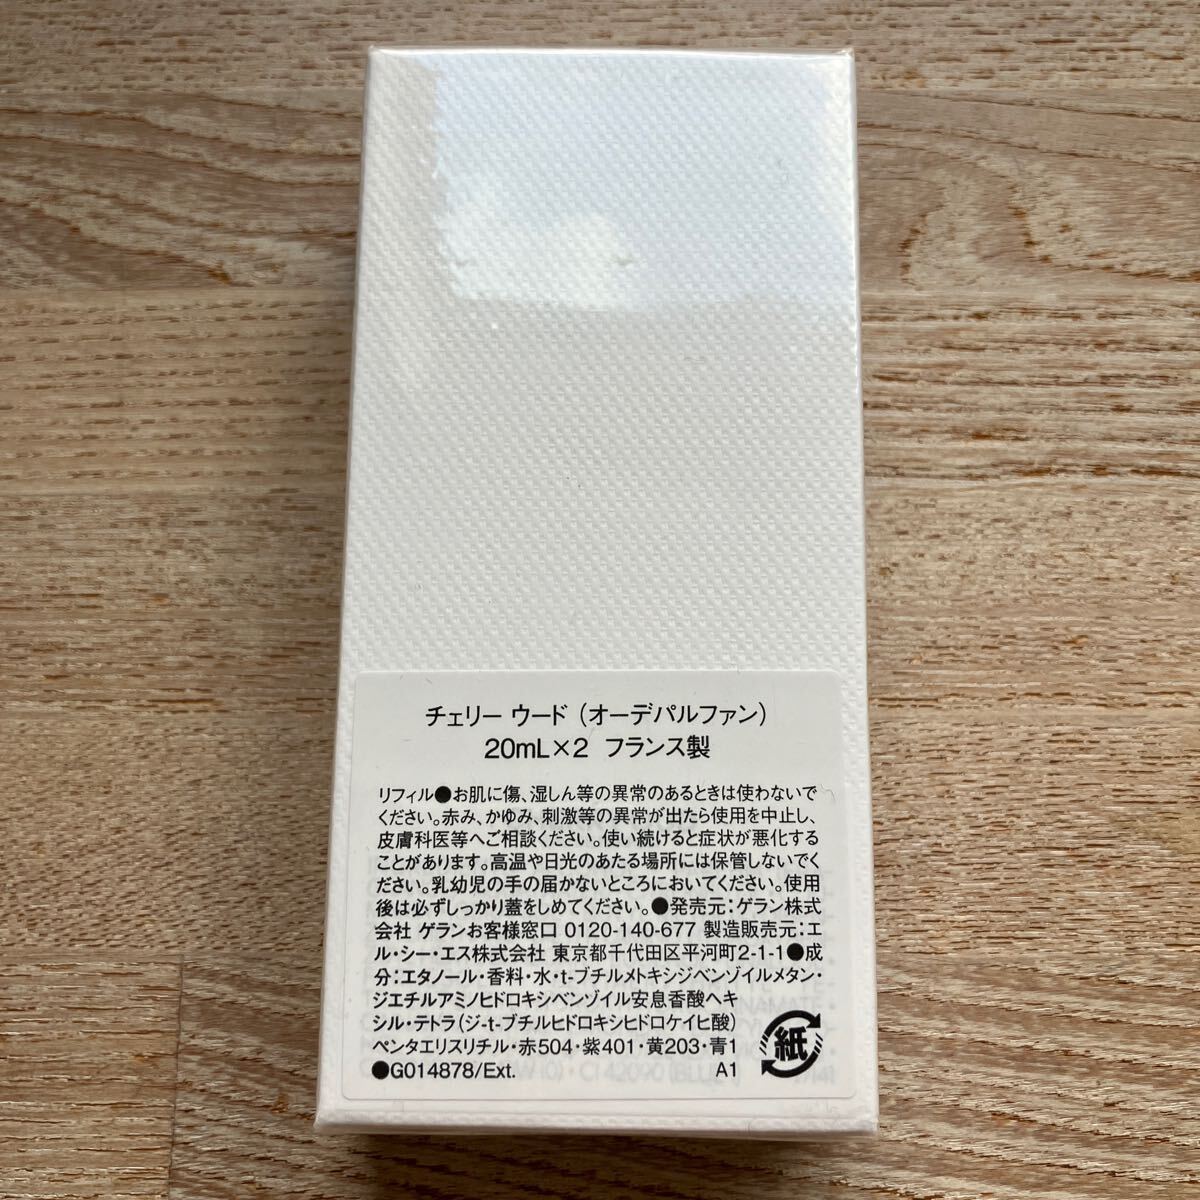 チェリー ウード（オーデパルファン）
20mL×2 フランス製
リフィル●お肌に傷、湿しん等の異常のあるときは使わないで
ください。赤み、かゆみ、刺激等の異常が出たら使用を中止し、
皮膚科医等へご相談ください。使い続けると症状が悪化する
ことがあります。高温や日光のあたる場所には保管しないでく
ださい。乳幼児の手の届かないところにおいてください。使用
後は必ずしっかり蓋をしめてください。●発売元：ゲラン株式
会社 ゲランお客様窓口 0120-140-677 製造販売元：エ
ル・シー・エス株式会社 東京都千代田区平河町2-1-1●成
分：エタノール・香料・水・t-ブチルメトキシジベンゾイルメタン・
ジエチルアミノヒドロキシベンゾイル安息香酸ヘキ
シル・テトラ(ジ-t-ブチルヒドロキシヒドロケイヒ酸)
ペンタエリスリチル・赤504・紫401・黄203・青1
●G014878/Ext. A1
紙